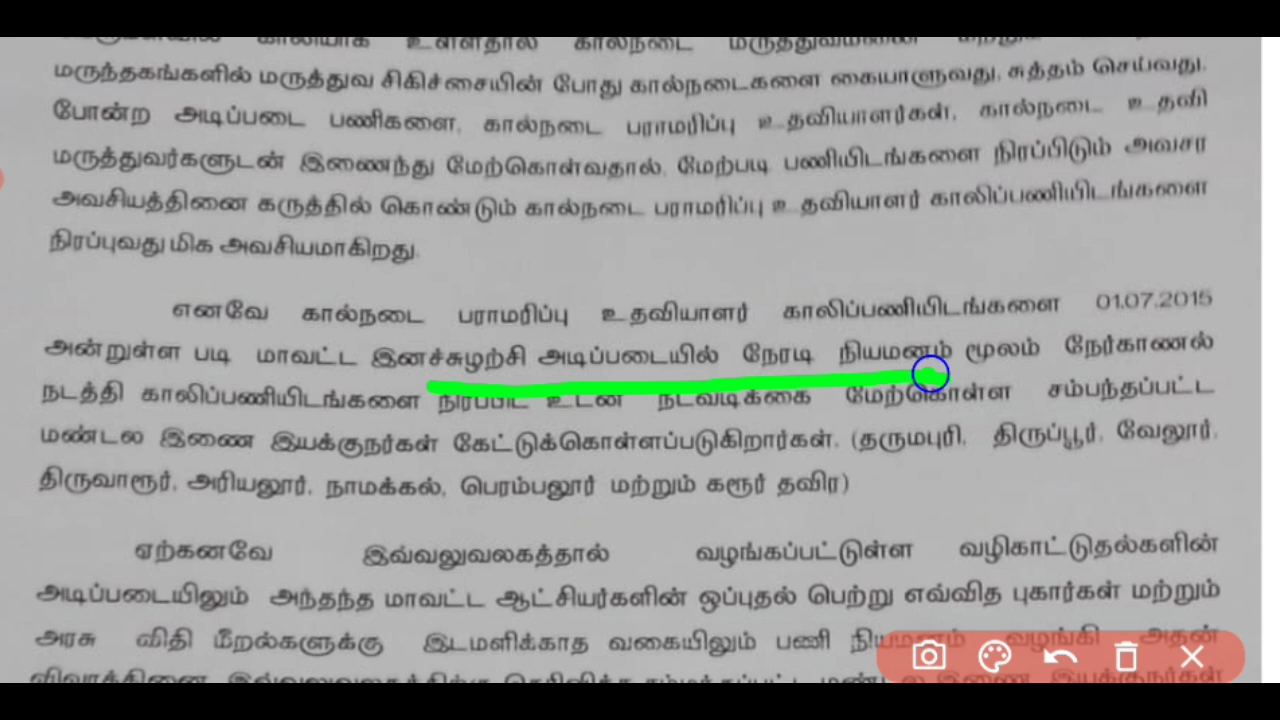 காலியாக உள்ளதால் கால்நடை
மருந்தகங்களில் மருத்துவ சிகிச்சையின் போது கால்நடைகளை கையாளுவது, சுத்தம் செய்வது,
போன்ற அடிப்படை பணிகளை, கால்நடை பராமரிப்பு உதவியாளர்கள், கால்நடை உதவி
மருத்துவர்களுடன் இணைந்து மேற்கொள்வதால், மேற்படி பணியிடங்களை நிரப்பிடும் அவசர
அவசியத்தினை கருத்தில் கொண்டும் கால்நடை பராமரிப்பு உதவியாளர் காலிப்பணியிடங்களை
நிரப்புவது மிக அவசியமாகிறது.
எனவே கால்நடை பராமரிப்பு உதவியாளர் காலிப்பணியிடங்களை 01.07.2015
அன்றுள்ள படி மாவட்ட இனச்சுழற்சி அடிப்படையில் நேரடி நியமனம் மூலம் நேர்காணல்
நடத்தி காலிப்பணியிடங்களை நிரப்பிட உடன் நடவடிக்கை மேற்கொள்ள சம்பந்தப்பட்ட
மண்டல இணை இயக்குநர்கள் கேட்டுக்கொள்ளப்படுகிறார்கள். (தருமபுரி, திருப்பூர், வேலூர்,
திருவாரூர், அரியலூர், நாமக்கல், பெரம்பலூர் மற்றும் கரூர் தவிர)
ஏற்கனவே இவ்வலுவலகத்தால் வழங்கப்பட்டுள்ள வழிகாட்டுதல்களின்
அடிப்படையிலும் அந்தந்த மாவட்ட ஆட்சியர்களின் ஒப்புதல் பெற்று எவ்வித புகார்கள் மற்றும்
அரசு விதி மீறல்களுக்கு இடமளிக்காத வகையிலும் பணி நியமனம் வழங்கி அதன்